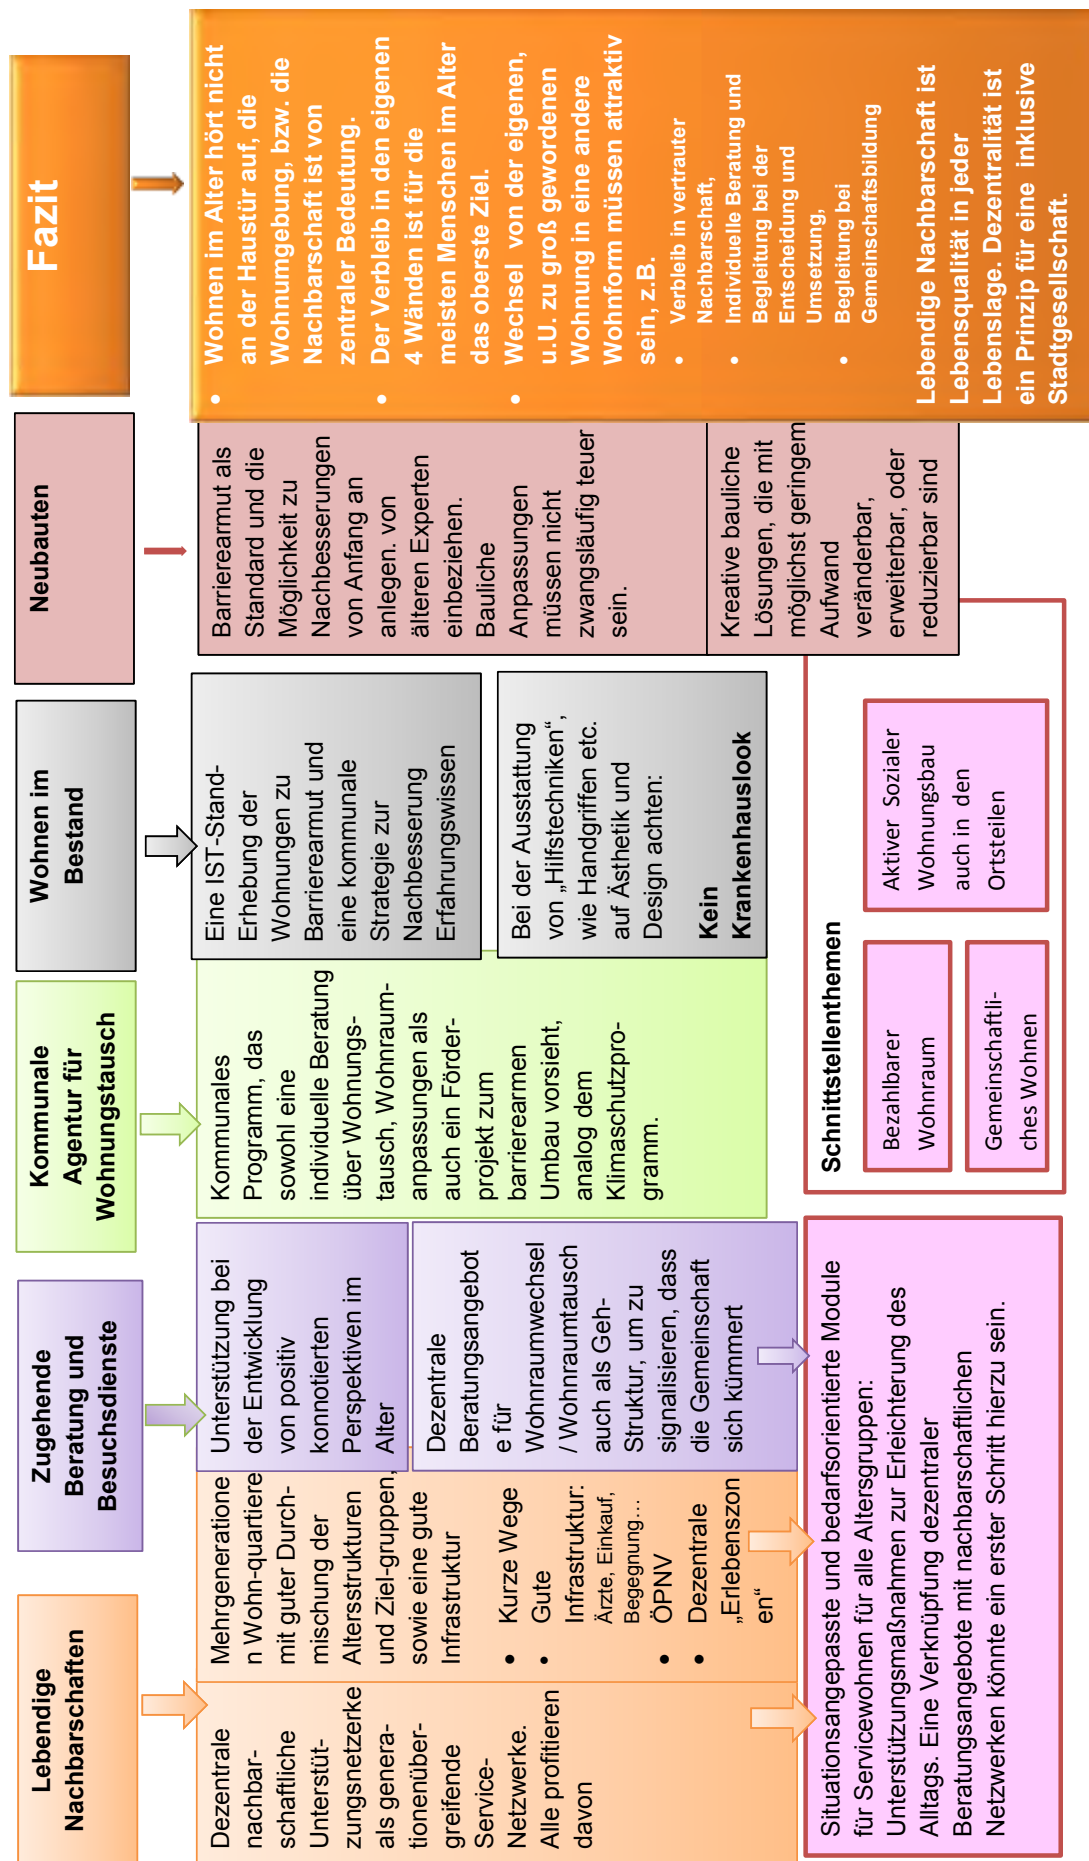 Lebendige
Nachbarschaften
Dezentrale
nachbar-
schaftliche
Unterstüt-
zungsnetzerke
als genera-
tionenüber-
greifende
Service-
Netzwerke.
Alle profitieren
davon
Mehrgeneratione
n Wohn-quartiere
mit guter Durch-
mischung der
Altersstrukturen
und Ziel-gruppen,
sowie eine gute
Infrastruktur
• Kurze Wege
• Gute
Infrastruktur:
Ärzte, Einkauf,
Begegnung…
• ÖPNV
• Dezentrale
„Erlebenszon
en“
Zugehende
Beratung und
Besuchsdienste
Unterstützung bei
der Entwicklung
von positiv
konnotierten
Perspektiven im
Alter
Dezentrale
Beratungsangebot
e für
Wohnraumwechsel
/ Wohnraumtausch
auch als Geh-
Struktur, um zu
signalisieren, dass
die Gemeinschaft
sich kümmert
Situationsangepasste und bedarfsorientierte Module
für Servicewohnen für alle Altersgruppen:
Unterstützungsmaßnahmen zur Erleichterung des
Alltags. Eine Verknüpfung dezentraler
Beratungsangebote mit nachbarschaftlichen
Netzwerken könnte ein erster Schritt hierzu sein.
Kommunale
Agentur für
Wohnungstausch
Kommunales
Programm, das
sowohl eine
individuelle Beratung
über Wohnungs-
tausch, Wohnraum-
anpassungen als
auch ein Förder-
projekt zum
barrierearmen
Umbau vorsieht,
analog dem
Klimaschutzpro-
gramm.
Wohnen im
Bestand
Eine IST-Stand-
Erhebung der
Wohnungen zu
Barrierearmut und
eine kommunale
Strategie zur
Nachbesserung
Erfahrungswissen
Bei der Ausstattung
von „Hilfstechniken“,
wie Handgriffen etc.
auf Ästhetik und
Design achten:
Kein
Krankenhauslook
Neubauten
Barrierearmut als
Standard und die
Möglichkeit zu
Nachbesserungen
von Anfang an
anlegen. von
älteren Experten
einbeziehen.
Bauliche
Anpassungen
müssen nicht
zwangsläufig teuer
sein.
Kreative bauliche
Lösungen, die mit
möglichst geringem
Aufwand
veränderbar,
erweiterbar, oder
reduzierbar sind
Schnittstellenthemen
Bezahlbarer
Wohnraum
Aktiver Sozialer
Wohnungsbau
auch in den
Ortsteilen
Gemeinschaftli-
ches Wohnen
Fazit
• Wohnen im Alter hört nicht
an der Haustür auf, die
Wohnumgebung, bzw. die
Nachbarschaft ist von
zentraler Bedeutung.
• Der Verbleib in den eigenen
4 Wänden ist für die
meisten Menschen im Alter
das oberste Ziel.
• Wechsel von der eigenen,
u.U. zu groß gewordenen
Wohnung in eine andere
Wohnform müssen attraktiv
sein, z.B.
• Verbleib in vertrauter
Nachbarschaft,
• Individuelle Beratung und
Begleitung bei der
Entscheidung und
Umsetzung,
• Begleitung bei
Gemeinschaftsbildung
Lebendige Nachbarschaft ist
Lebensqualität in jeder
Lebenslage. Dezentralität ist
ein Prinzip für eine inklusive
Stadtgesellschaft.